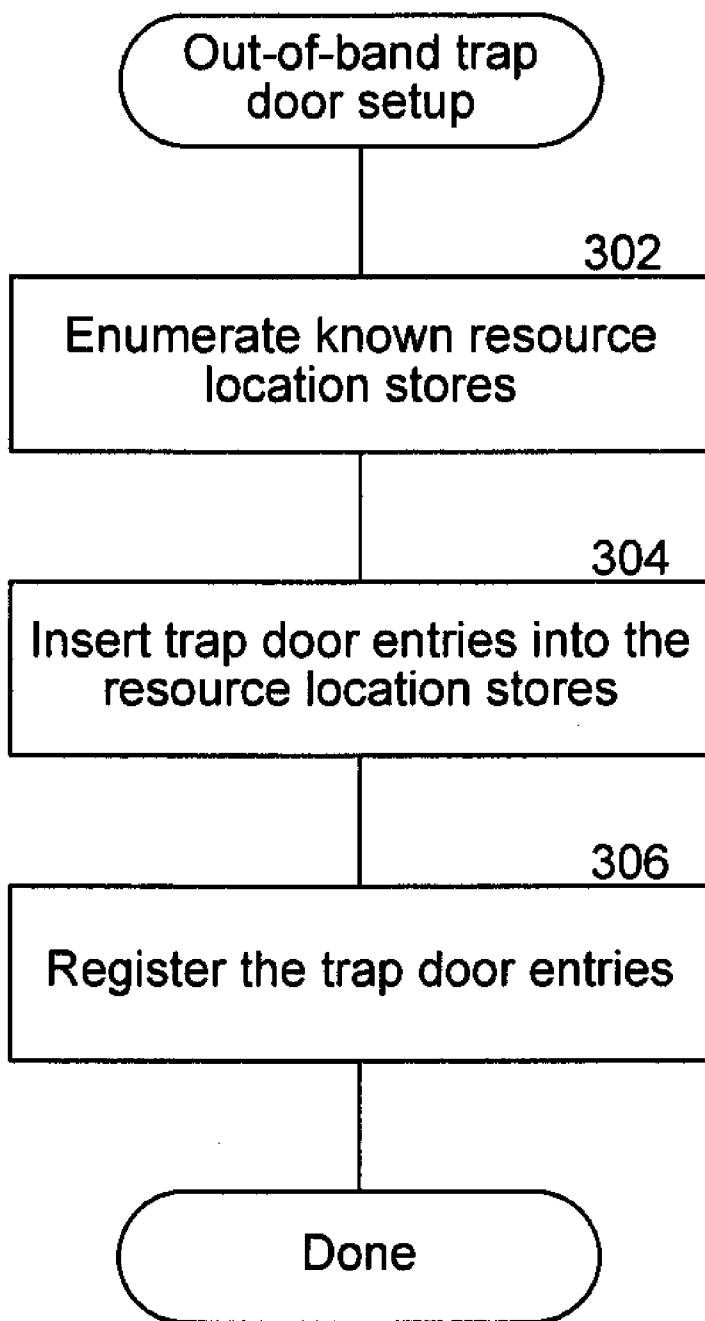 Out-of-band trap
door setup
302
Enumerate known resource
location stores
304
Insert trap door entries into the
resource location stores
306
Register the trap door entries
Done